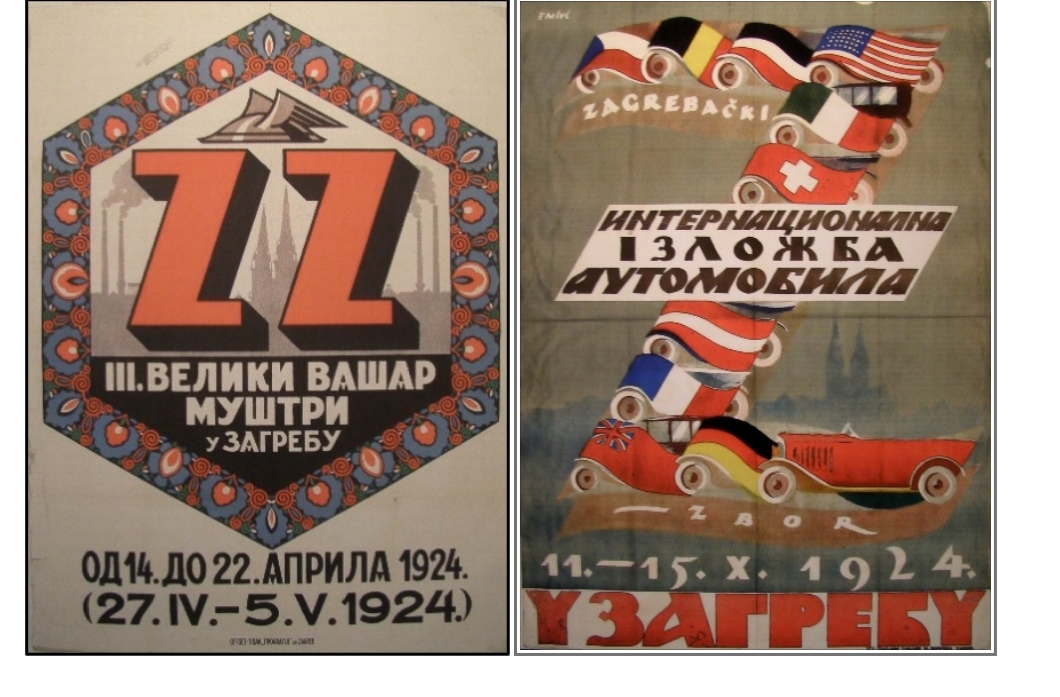 ZZ
III. ВЕЛИКИ ВАШАР
МУШТРИ
У ЗАГРЕБУ
ОД 14. ДО 22. АПРИЛА 1924.
(27. IV.–5. V. 1924.)
ZAGREBAČKI
ИНТЕРНАЦИОНАЛНА
ІЗЛОЖБА
АУТОМОБИЛА
ZBOR
11.–15. X. 1924.
У ЗАГРЕБУ